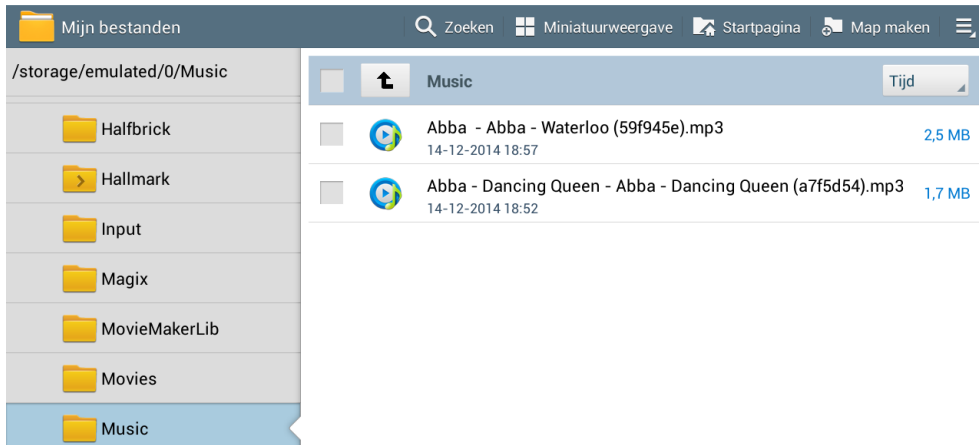 Mijn bestanden
Zoeken
Miniatuurweergave
Startpagina
Map maken
/storage/emulated/0/Music
Halfbrick
Hallmark
Input
Magix
MovieMakerLib
Movies
Music
Music
Tijd
Abba  - Abba - Waterloo (59f945e).mp3
14-12-2014 18:57
2,5 MB
Abba - Dancing Queen - Abba - Dancing Queen (a7f5d54).mp3
14-12-2014 18:52
1,7 MB